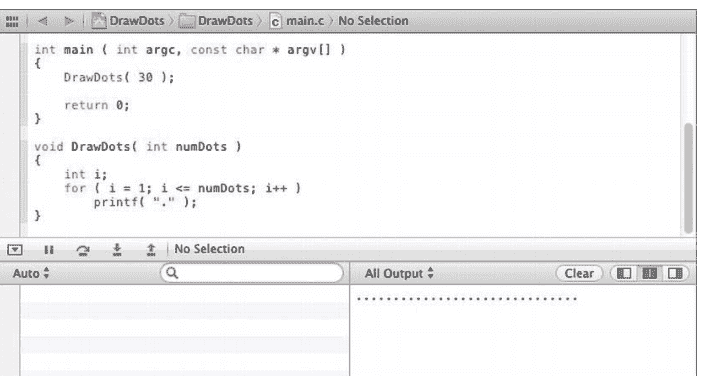 DrawDots DrawDots main.c No Selection
int main ( int argc, const char * argv[] )
{
DrawDots( 30 );
return 0;
}
void DrawDots( int numDots )
{
int i;
for ( i = 1; i <= numDots; i++ )
printf( "." );
}
No Selection
Auto All Output Clear
..............................